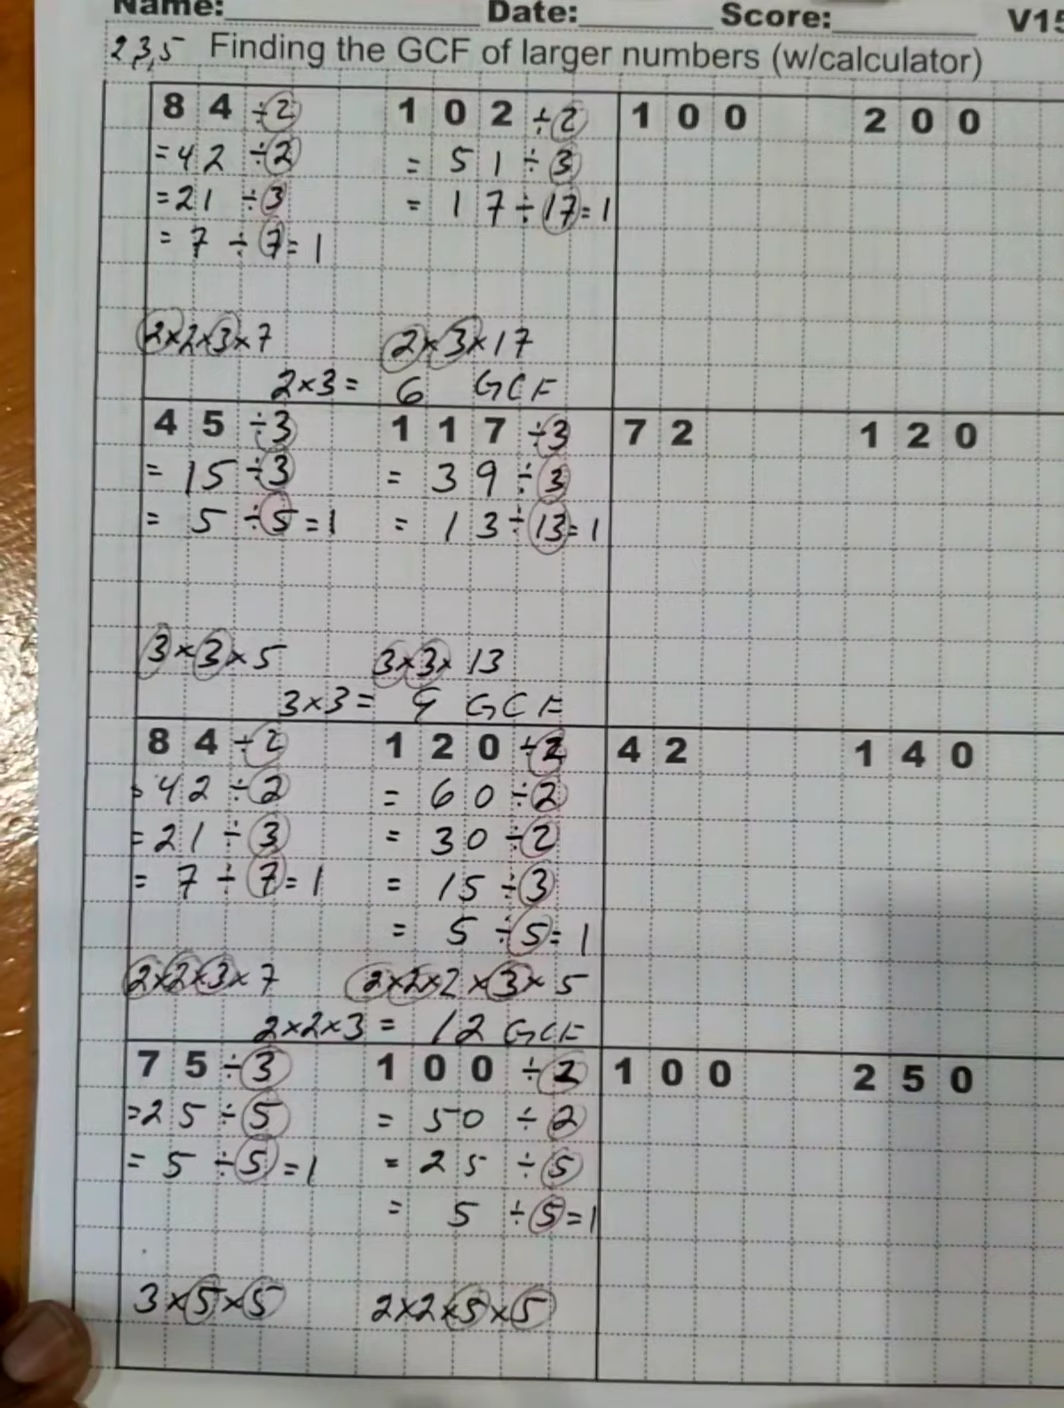 Name: Date: Score: V15
2,3,5 Finding the GCF of larger numbers (w/calculator)
84 ÷2 102 ÷2 100 200
=42 ÷2 = 51 ÷ 3
=21 ÷3 = 17 ÷ 17 = 1
= 7 ÷ 7 = 1
2×2×3×7 2×3×17
2×3 = 6 GCF
45 ÷3 117 ÷3 72 120
= 15 ÷3 = 39 ÷ 3
= 5 ÷5 = 1 = 13 ÷ 13 = 1
3×3×5 3×3×13
3×3 = 9 GCF
84 ÷2 120 ÷2 42 140
= 42 ÷2 = 60 ÷2
= 21 ÷ 3 = 30 ÷2
= 7 ÷ 7 = 1 = 15 ÷3
= 5 ÷5 = 1
2×2×3×7 2×2×2×3×5
2×2×3 = 12 GCF
75 ÷3 100 ÷2 100 250
=25 ÷5 = 50 ÷2
= 5 ÷5 = 1 = 25 ÷5
= 5 ÷5 = 1
3×5×5 2×2×5×5